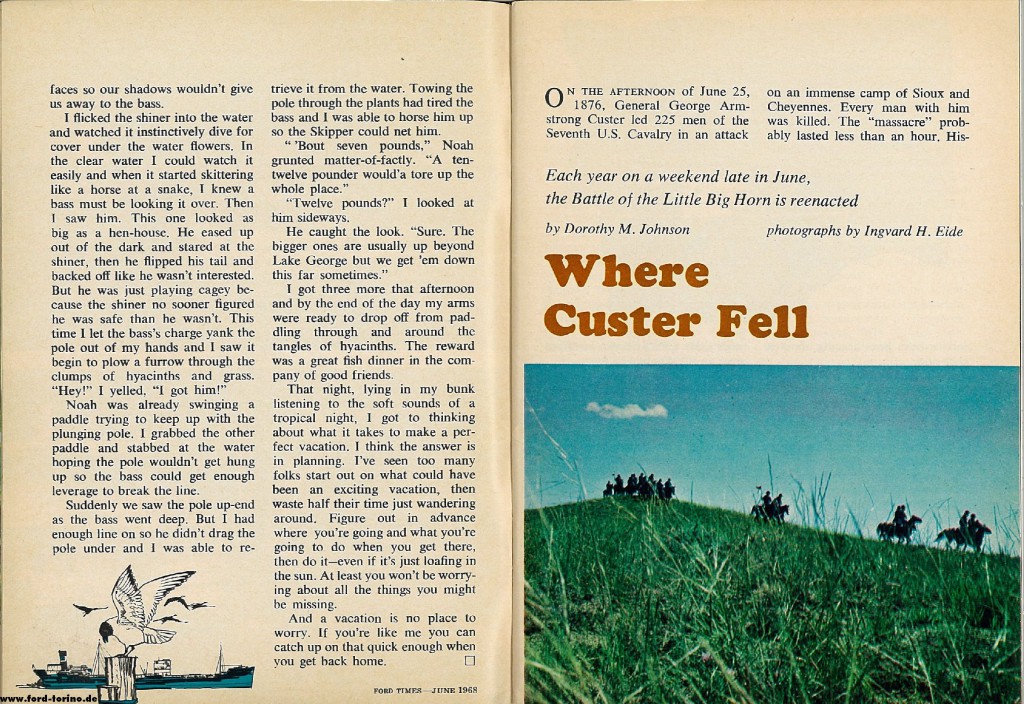 faces so our shadows wouldn't give
us away to the bass.
I flicked the shiner into the water
and watched it instinctively dive for
cover under the water flowers. In
the clear water I could watch it
easily and when it started skittering
like a horse at a snake, I knew a
bass must be looking it over. Then
I saw him. This one looked as
big as a hen-house. He eased up
out of the dark and stared at the
shiner, then he flipped his tail and
backed off like he wasn't interested.
But he was just playing cagey be-
cause the shiner no sooner figured
he was safe than he wasn't. This
time I let the bass's charge yank the
pole out of my hands and I saw it
begin to plow a furrow through the
clumps of hyacinths and grass.
"Hey!" I yelled, "I got him!"
Noah was already swinging a
paddle trying to keep up with the
plunging pole. I grabbed the other
paddle and stabbed at the water
hoping the pole wouldn't get hung
up so the bass could get enough
leverage to break the line.
Suddenly we saw the pole up-end
as the bass went deep. But I had
enough line on so he didn't drag the
pole under and I was able to re-
trieve it from the water. Towing the
pole through the plants had tired the
bass and I was able to horse him up
so the Skipper could net him.
" 'Bout seven pounds," Noah
grunted matter-of-factly. "A ten-
twelve pounder would'a tore up the
whole place."
"Twelve pounds?" I looked at
him sideways.
He caught the look. "Sure. The
bigger ones are usually up beyond
Lake George but we get 'em down
this far sometimes."
I got three more that afternoon
and by the end of the day my arms
were ready to drop off from pad-
dling through and around the
tangles of hyacinths. The reward
was a great fish dinner in the com-
pany of good friends.
That night, lying in my bunk
listening to the soft sounds of a
tropical night, I got to thinking
about what it takes to make a per-
fect vacation. I think the answer is
in planning. I've seen too many
folks start out on what could have
been an exciting vacation, then
waste half their time just wandering
around. Figure out in advance
where you're going and what you're
going to do when you get there,
then do it—even if it's just loafing in
the sun. At least you won't be worry-
ing about all the things you might
be missing.
And a vacation is no place to
worry. If you're like me you can
catch up on that quick enough when
you get back home. □
FORD TIMES—JUNE 1968
www.ford-torino.de
ON THE AFTERNOON of June 25,
1876, General George Arm-
strong Custer led 225 men of the
Seventh U.S. Cavalry in an attack
on an immense camp of Sioux and
Cheyennes. Every man with him
was killed. The "massacre" prob-
ably lasted less than an hour. His-
Each year on a weekend late in June,
the Battle of the Little Big Horn is reenacted
by Dorothy M. Johnson
photographs by Ingvard H. Eide
Where
Custer Fell